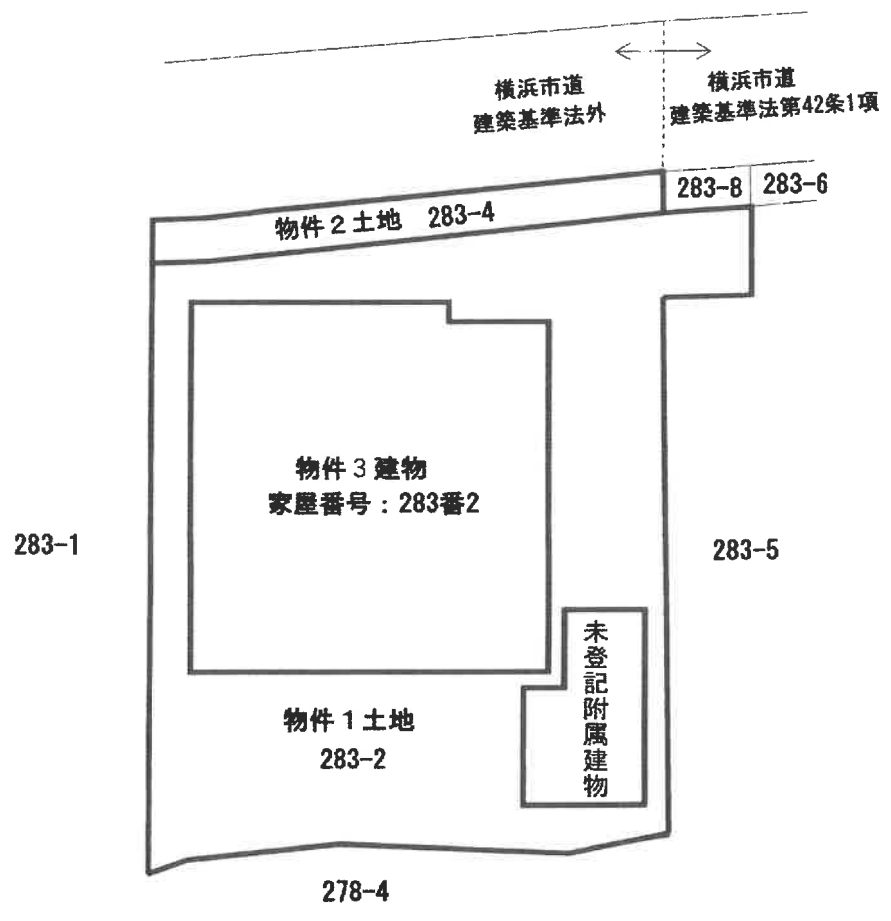 横浜市道
建築基準法外
横浜市道
建築基準法第42条1項
283-8
283-6
物件2土地 283-4
物件3建物
家屋番号：283番2
283-1
283-5
未登記附属建物
物件1土地
283-2
278-4